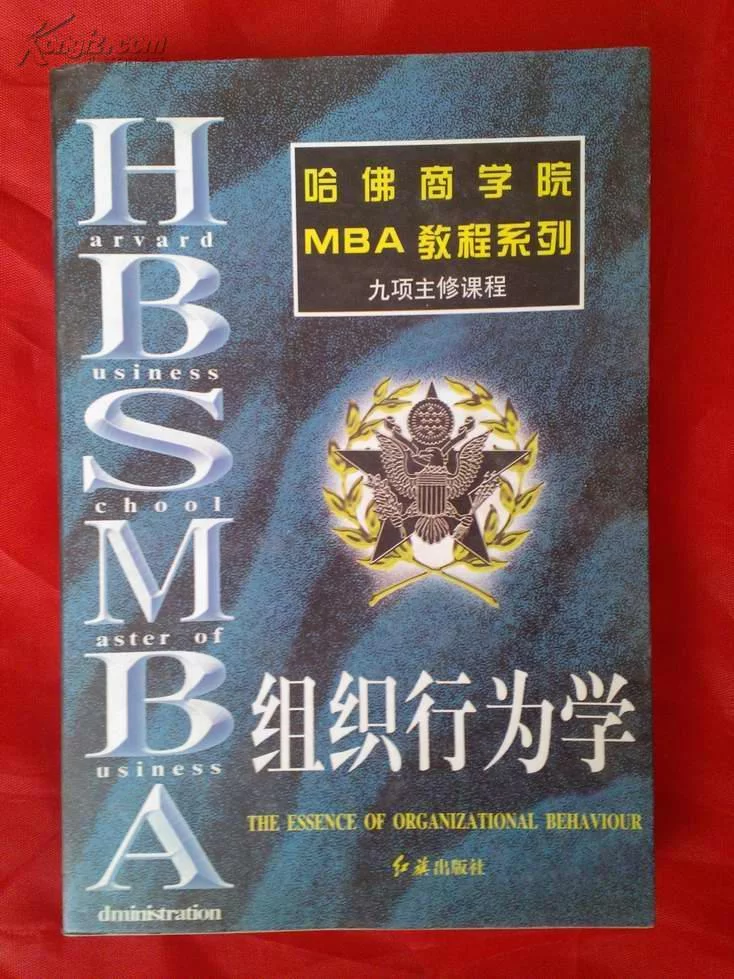 Kongfz.com
H
arvard
B
usiness
S
chool
M
aster of
B
usiness
A
dministration
哈佛商学院
MBA 教程系列
九项主修课程
组织行为学
THE ESSENCE OF ORGANIZATIONAL BEHAVIOUR
红旗出版社